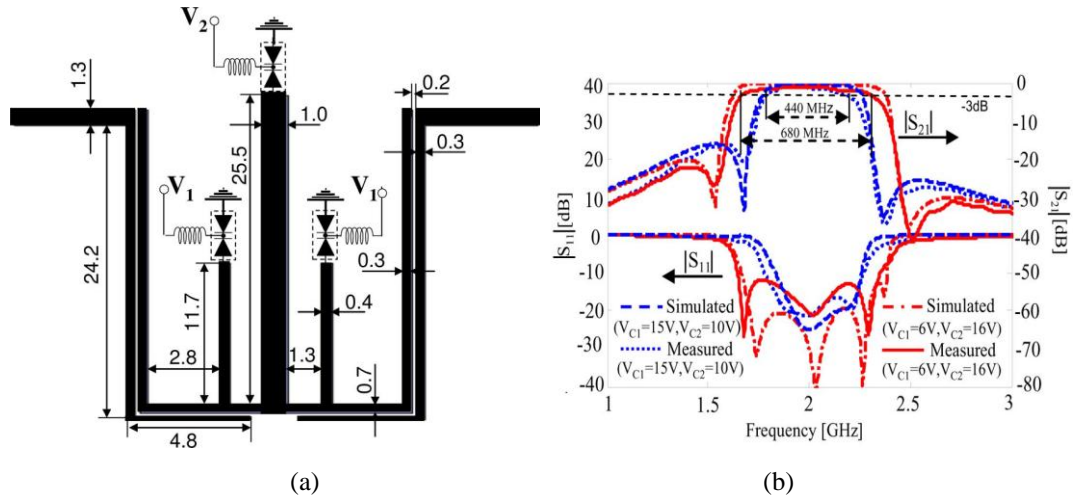 V2
1.3
0.2
1.0
0.3
25.5
V1
V1
24.2
0.3
11.7
0.4
2.8
1.3
0.7
4.8
(a)
40
30
20
10
0
-10
-20
-30
-40
|S11| [dB]
0
-10
-20
-30
-40
-50
-60
-70
-80
|S21| [dB]
-3dB
440 MHz
680 MHz
|S21|
|S11|
Simulated
(VC1=15V,VC2=10V)
Measured
(VC1=15V,VC2=10V)
Simulated
(VC1=6V,VC2=16V)
Measured
(VC1=6V,VC2=16V)
1
1.5
2
2.5
3
Frequency [GHz]
(b)